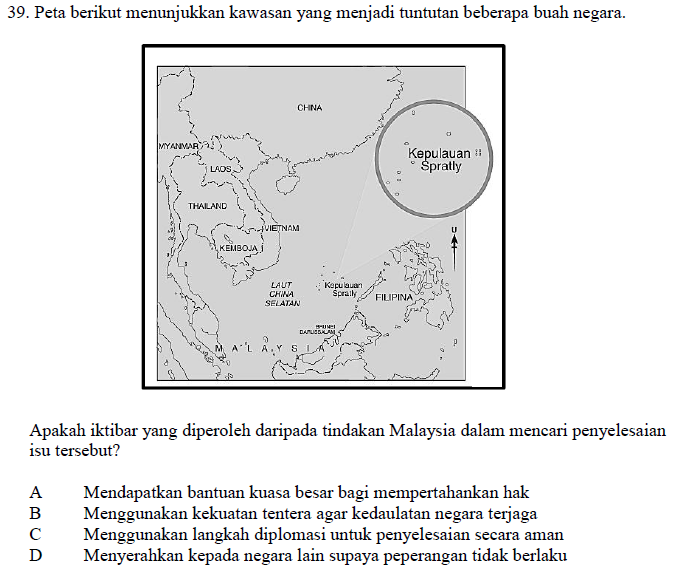 39. Peta berikut menunjukkan kawasan yang menjadi tuntutan beberapa buah negara.
CHINA
MYANMAR
Kepulauan
Spratly
LAOS
THAILAND
VIETNAM
U
KEMBOJA
LAUT
CHINA
SELATAN
Kepulauan
Spratly
FILIPINA
BRUNEI
DARUSSALAM
M A L A Y S I A
Apakah iktibar yang diperoleh daripada tindakan Malaysia dalam mencari penyelesaian
isu tersebut?
A Mendapatkan bantuan kuasa besar bagi mempertahankan hak
B Menggunakan kekuatan tentera agar kedaulatan negara terjaga
C Menggunakan langkah diplomasi untuk penyelesaian secara aman
D Menyerahkan kepada negara lain supaya peperangan tidak berlaku